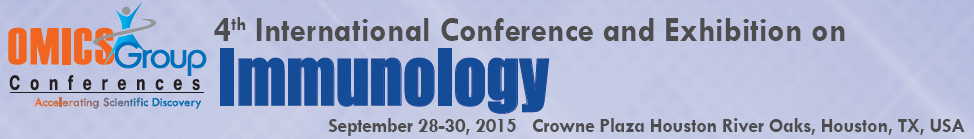 OMICS Group
Conferences
Accelerating Scientific Discovery
4th International Conference and Exhibition on
Immunology
September 28-30, 2015 Crowne Plaza Houston River Oaks, Houston, TX, USA